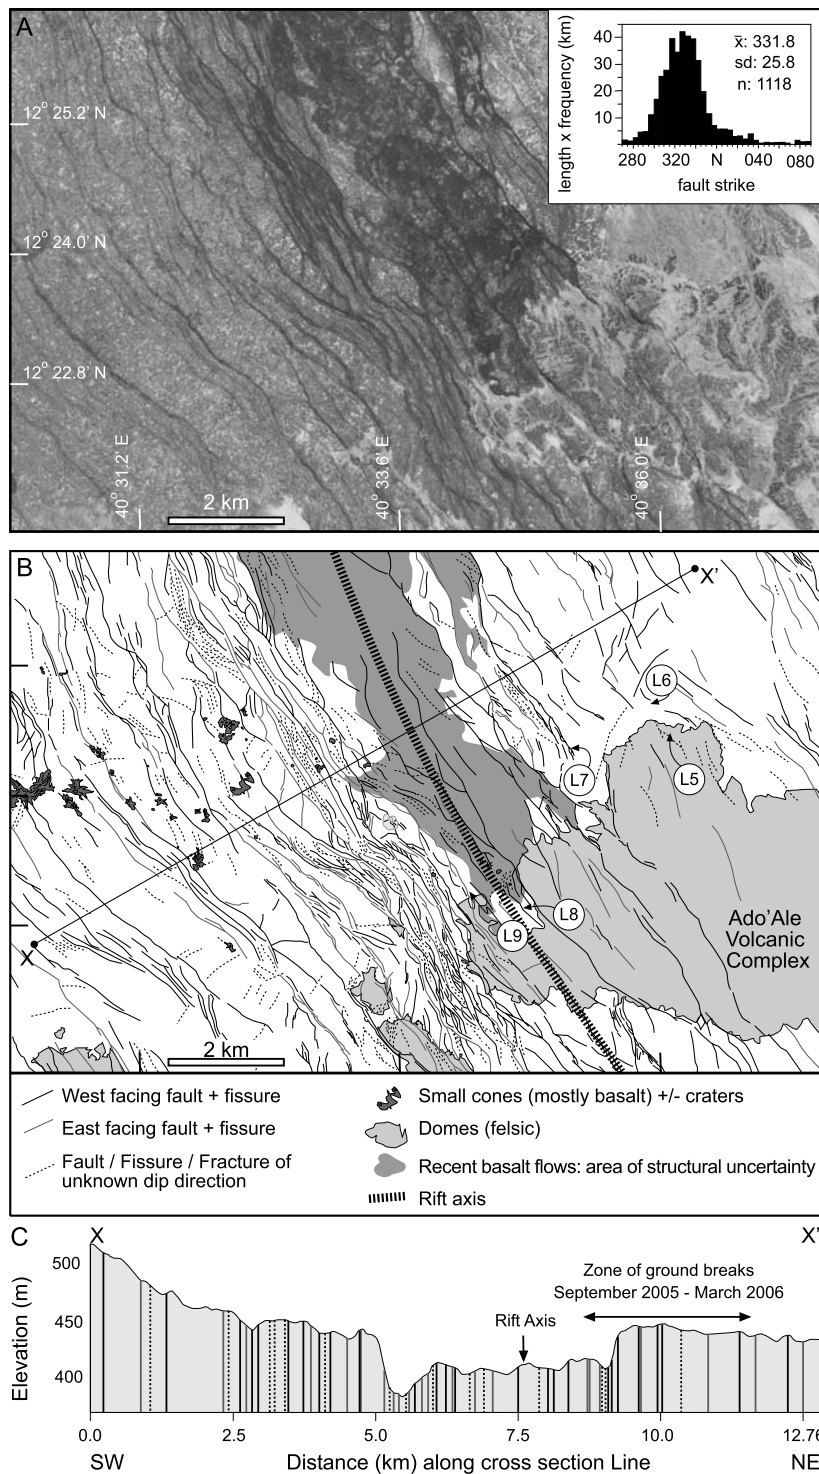 A
12° 25.2' N
12° 24.0' N
12° 22.8' N
40° 31.2' E
40° 33.6' E
40° 36.0' E
2 km
length x frequency (km)
40
30
20
10
x̄: 331.8
sd: 25.8
n: 1118
280 320 N 040 080
fault strike
B
X'
L6
L7
L5
L8
L9
X
Ado'Ale
Volcanic
Complex
2 km
West facing fault + fissure
East facing fault + fissure
Fault / Fissure / Fracture of
unknown dip direction
Small cones (mostly basalt) +/- craters
Domes (felsic)
Recent basalt flows: area of structural uncertainty
Rift axis
C
X
X'
Elevation (m)
500
450
400
Zone of ground breaks
September 2005 - March 2006
Rift Axis
0.0 2.5 5.0 7.5 10.0 12.76
SW Distance (km) along cross section Line NE